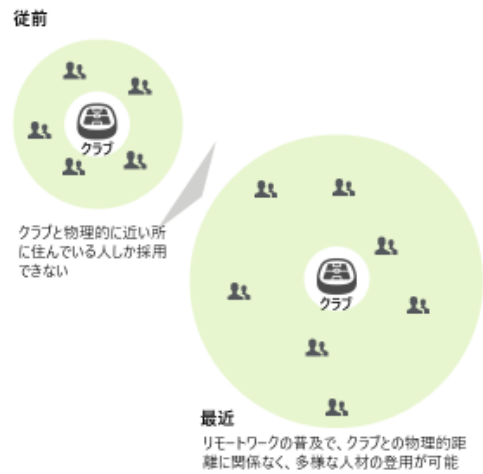 従前
クラブ
クラブと物理的に近い所
に住んでいる人しか採用
できない
クラブ
最近
リモートワークの普及で、クラブとの物理的距
離に関係なく、多様な人材の登用が可能